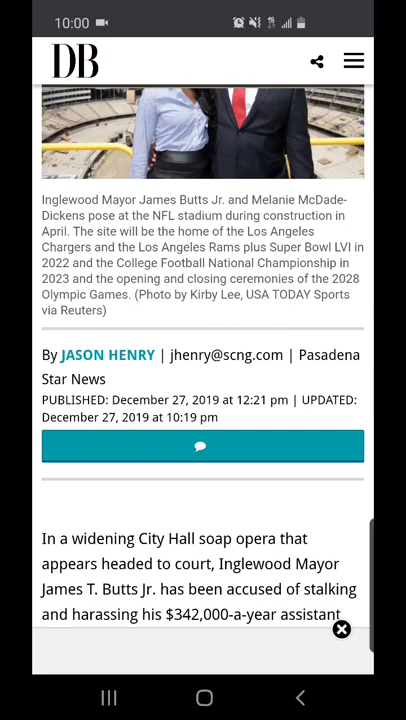 10:00
DB
Inglewood Mayor James Butts Jr. and Melanie McDade-
Dickens pose at the NFL stadium during construction in
April. The site will be the home of the Los Angeles
Chargers and the Los Angeles Rams plus Super Bowl LVI in
2022 and the College Football National Championship in
2023 and the opening and closing ceremonies of the 2028
Olympic Games. (Photo by Kirby Lee, USA TODAY Sports
via Reuters)
By JASON HENRY | jhenry@scng.com | Pasadena
Star News
PUBLISHED: December 27, 2019 at 12:21 pm | UPDATED:
December 27, 2019 at 10:19 pm
In a widening City Hall soap opera that
appears headed to court, Inglewood Mayor
James T. Butts Jr. has been accused of stalking
and harassing his $342,000-a-year assistant